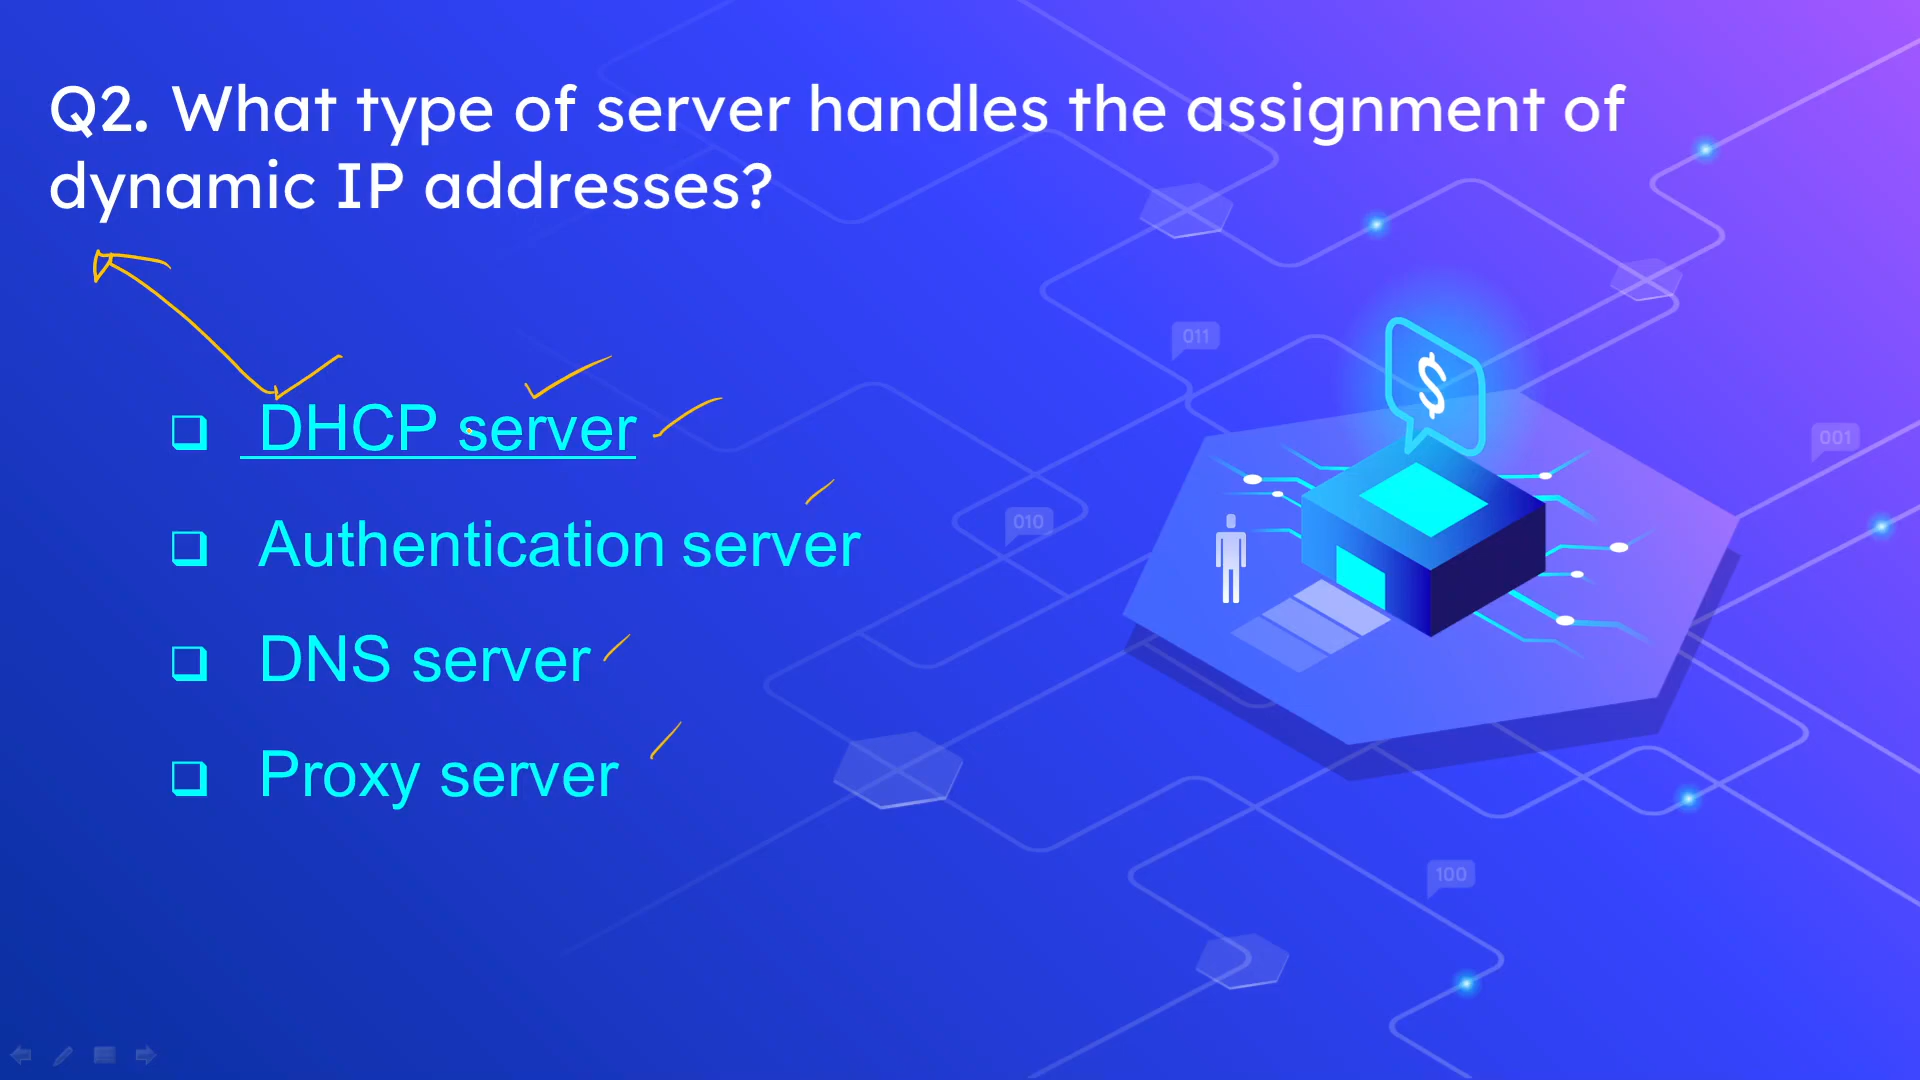 Q2. What type of server handles the assignment of
dynamic IP addresses?
DHCP server
Authentication server
DNS server
Proxy server
011
010
001
100
$